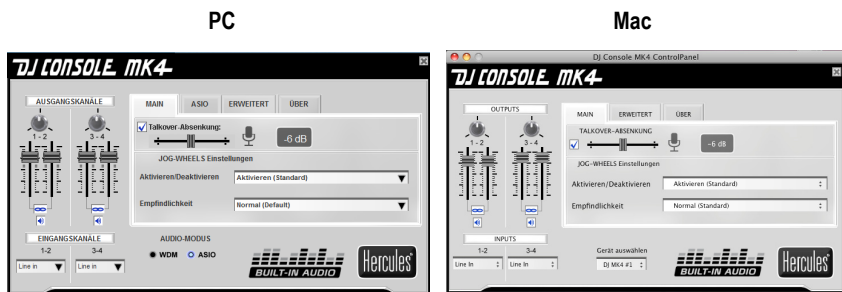 PC
DJ CONSOLE MK4
AUSGANGSKANÄLE
1 - 2
3 - 4
MAIN
ASIO
ERWEITERT
ÜBER
Talkover-Absenkung:
-6 dB
JOG-WHEELS Einstellungen
Aktivieren/Deaktivieren
Aktivieren (Standard)
Empfindlichkeit
Normal (Default)
EINGANGSKANÄLE
1-2
3-4
Line in
Line in
AUDIO-MODUS
WDM
ASIO
BUILT-IN AUDIO
Hercules
Mac
DJ Console MK4 ControlPanel
DJ CONSOLE MK4
OUTPUTS
1 - 2
3 - 4
MAIN
ERWEITERT
ÜBER
TALKOVER-ABSENKUNG
-6 dB
JOG-WHEELS Einstellungen
Aktivieren/Deaktivieren
Aktivieren (Standard)
Empfindlichkeit
Normal (Standard)
INPUTS
1-2
3-4
Line In
Line In
Gerät auswählen
DJ MK4 #1
BUILT-IN AUDIO
Hercules